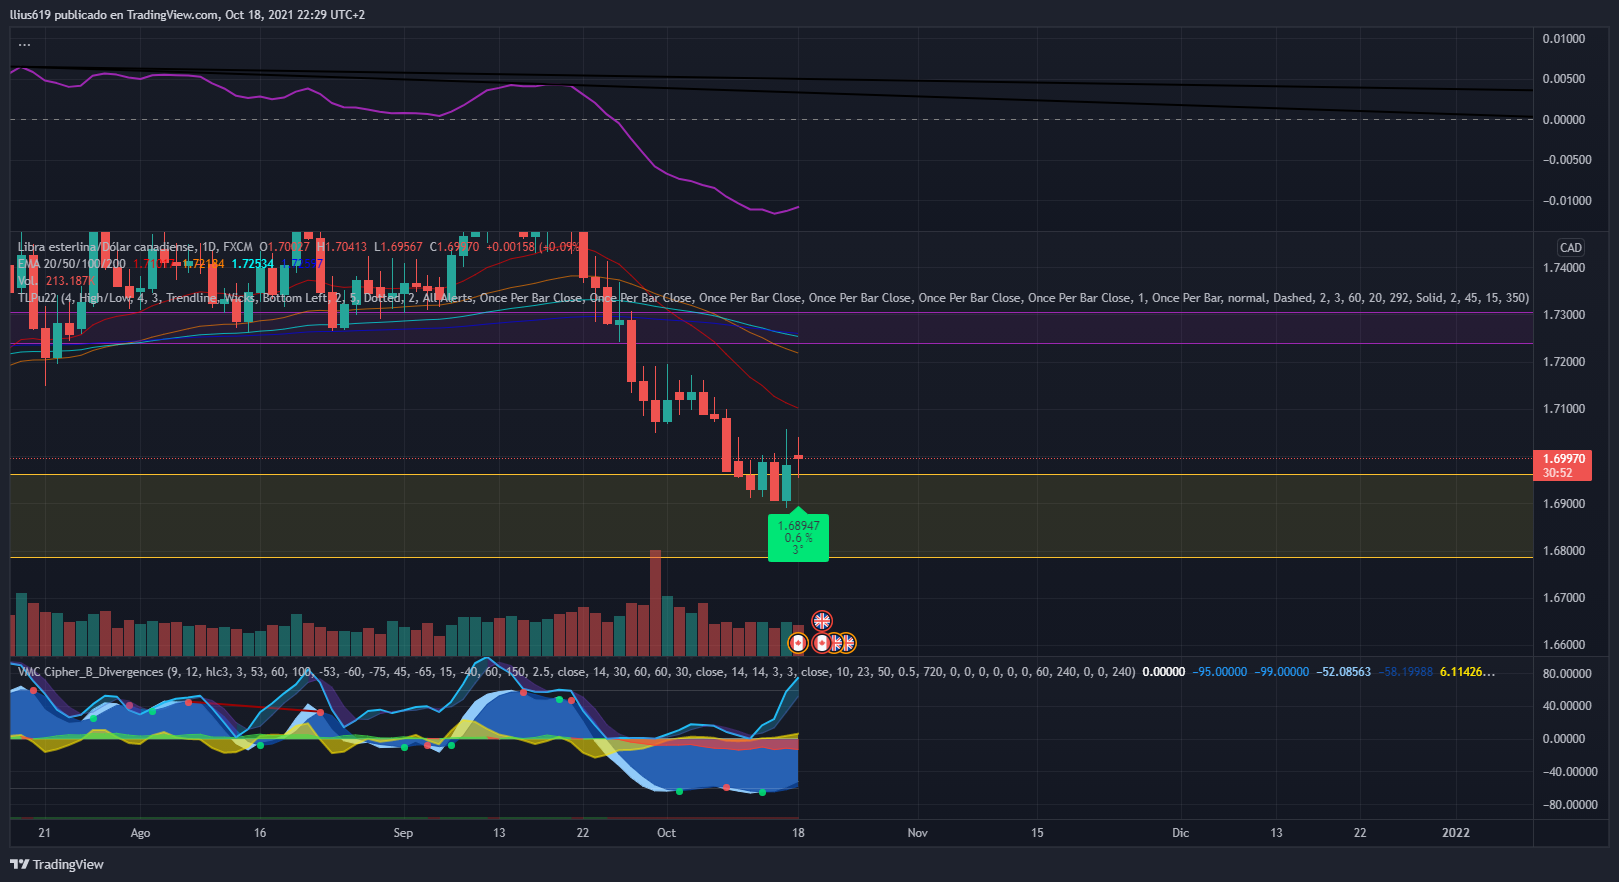 llius619 publicado en TradingView.com, Oct 18, 2021 22:29 UTC+2
...
0.01000
0.00500
0.00000
−0.00500
−0.01000
Libra esterlina/Dólar canadiense, 1D, FXCM O1.70027 H1.70413 L1.69567 C1.69970 +0.00158 (+0.09%)
EMA 20/50/100/200 1.72184 1.72534
Vol. 213.187K
TLPu22 (4, High/Low, 4, 3, Trendline, Wicks, Bottom Left, 2, 5, Dotted, 2, All Alerts, Once Per Bar Close, Once Per Bar Close, Once Per Bar Close, Once Per Bar Close, Once Per Bar Close, Once Per Bar Close, 1, Once Per Bar, normal, Dashed, 2, 3, 60, 20, 292, Solid, 2, 45, 15, 350)
CAD
1.74000
1.73000
1.72000
1.71000
1.69970
30:52
1.69000
1.68000
1.67000
1.66000
1.68947
0.6 %
3°
VMC Cipher_B_Divergences (9, 12, hlc3, 3, 53, 60, 100, -53, -60, -75, 45, -65, 15, -40, 60, 150, 2.5, close, 14, 30, 60, 60, 30, close, 14, 14, 3, 3, close, 10, 23, 50, 0.5, 720, 0, 0, 0, 0, 0, 0, 60, 240, 0, 0, 240) 0.00000 −95.00000 −99.00000 −52.08563 −58.19988 6.11426...
80.00000
40.00000
0.00000
−40.00000
−80.00000
21 Ago 16 Sep 13 22 Oct 18 Nov 15 Dic 13 22 2022
TradingView